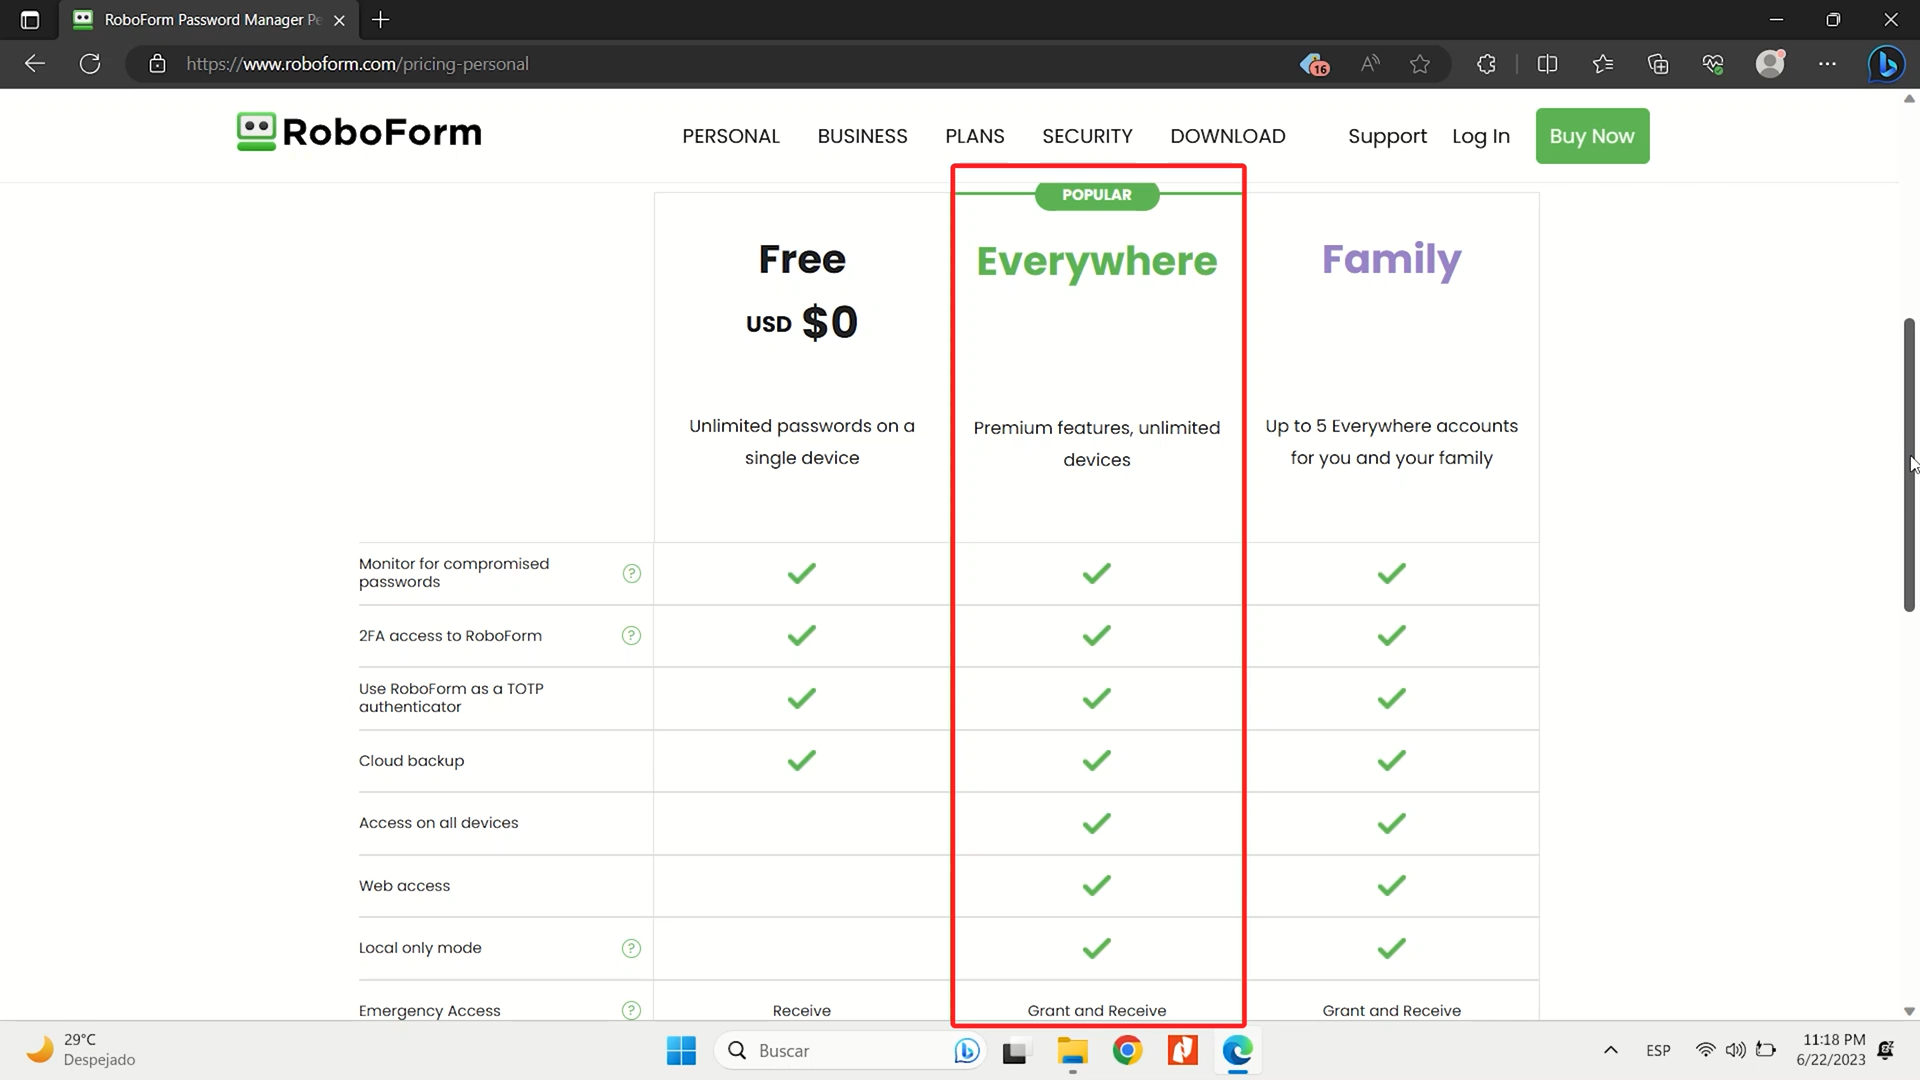 RoboForm Password Manager Pe
https://www.roboform.com/pricing-personal
16
RoboForm
PERSONAL
BUSINESS
PLANS
SECURITY
DOWNLOAD
Support
Log In
Buy Now
POPULAR
Free
Everywhere
Family
USD $0
Unlimited passwords on a
single device
Premium features, unlimited
devices
Up to 5 Everywhere accounts
for you and your family
Monitor for compromised
passwords
?
2FA access to RoboForm
?
Use RoboForm as a TOTP
authenticator
Cloud backup
Access on all devices
Web access
Local only mode
?
Emergency Access
?
Receive
Grant and Receive
Grant and Receive
29°C
Despejado
Buscar
ESP
11:18 PM
6/22/2023